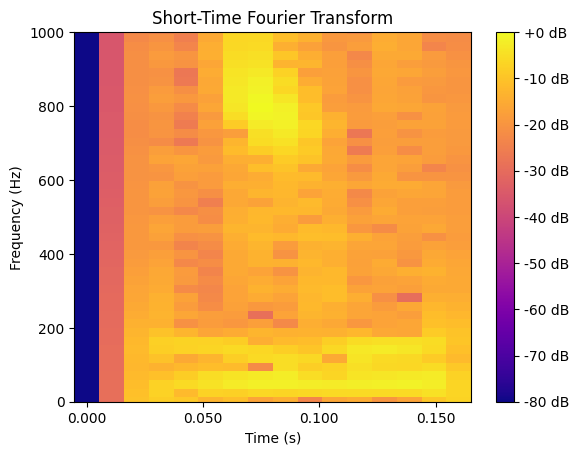 Short-Time Fourier Transform
1000
800
600
400
200
0
Frequency (Hz)
0.000
0.050
0.100
0.150
Time (s)
+0 dB
-10 dB
-20 dB
-30 dB
-40 dB
-50 dB
-60 dB
-70 dB
-80 dB